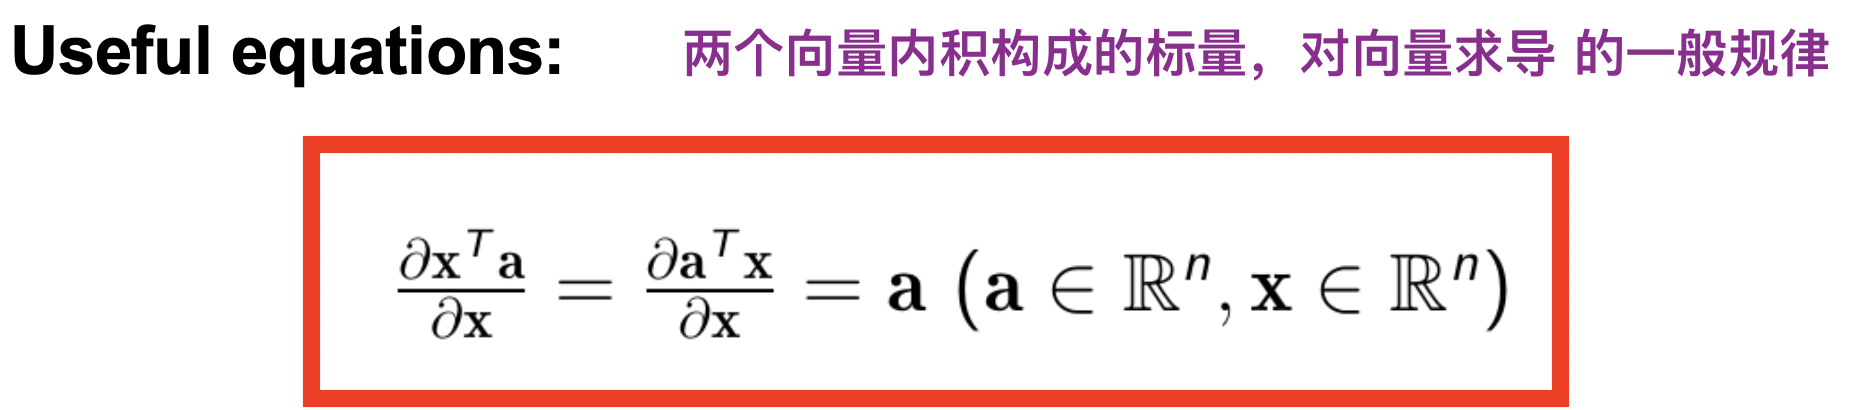 Useful equations: 两个向量内积构成的标量，对向量求导 的一般规律
$\frac{\partial \mathbf{x}^T \mathbf{a}}{\partial \mathbf{x}} = \frac{\partial \mathbf{a}^T \mathbf{x}}{\partial \mathbf{x}} = \mathbf{a} \; (\mathbf{a} \in \mathbb{R}^n, \mathbf{x} \in \mathbb{R}^n)$